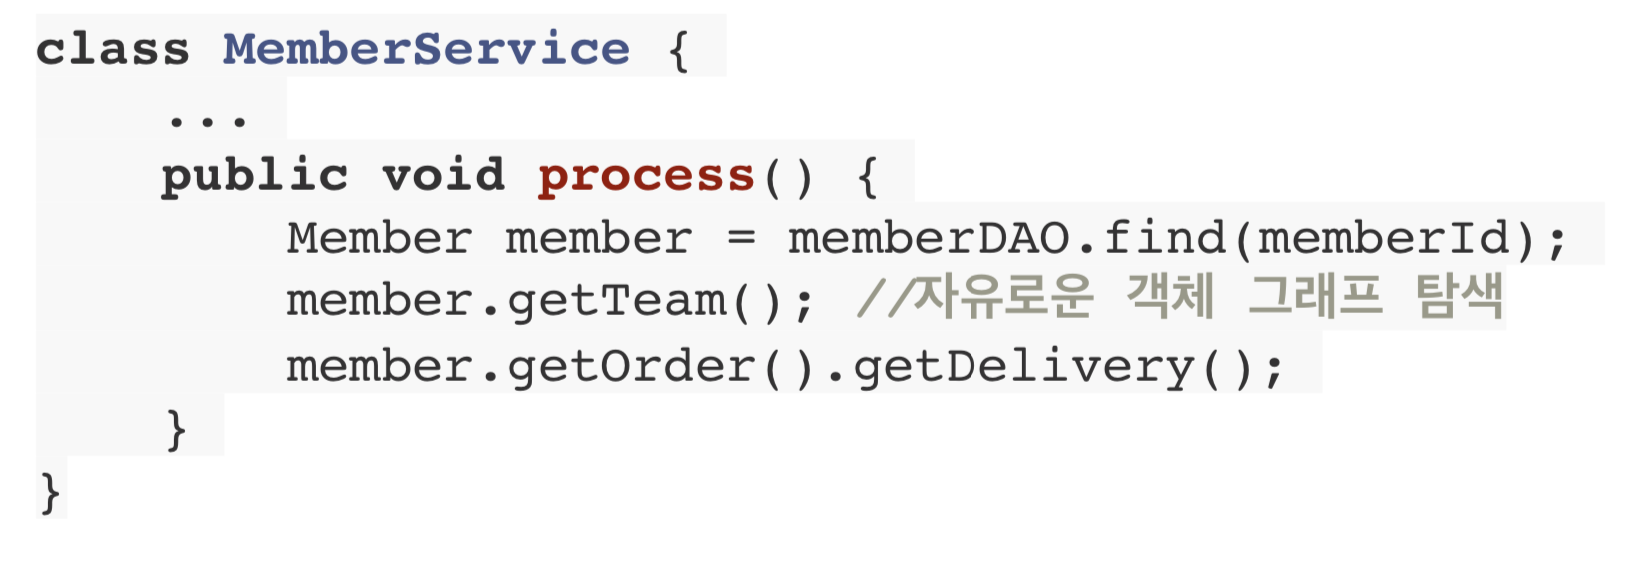 class MemberService {
...
public void process() {
Member member = memberDAO.find(memberId);
member.getTeam(); //자유로운 객체 그래프 탐색
member.getOrder().getDelivery();
}
}